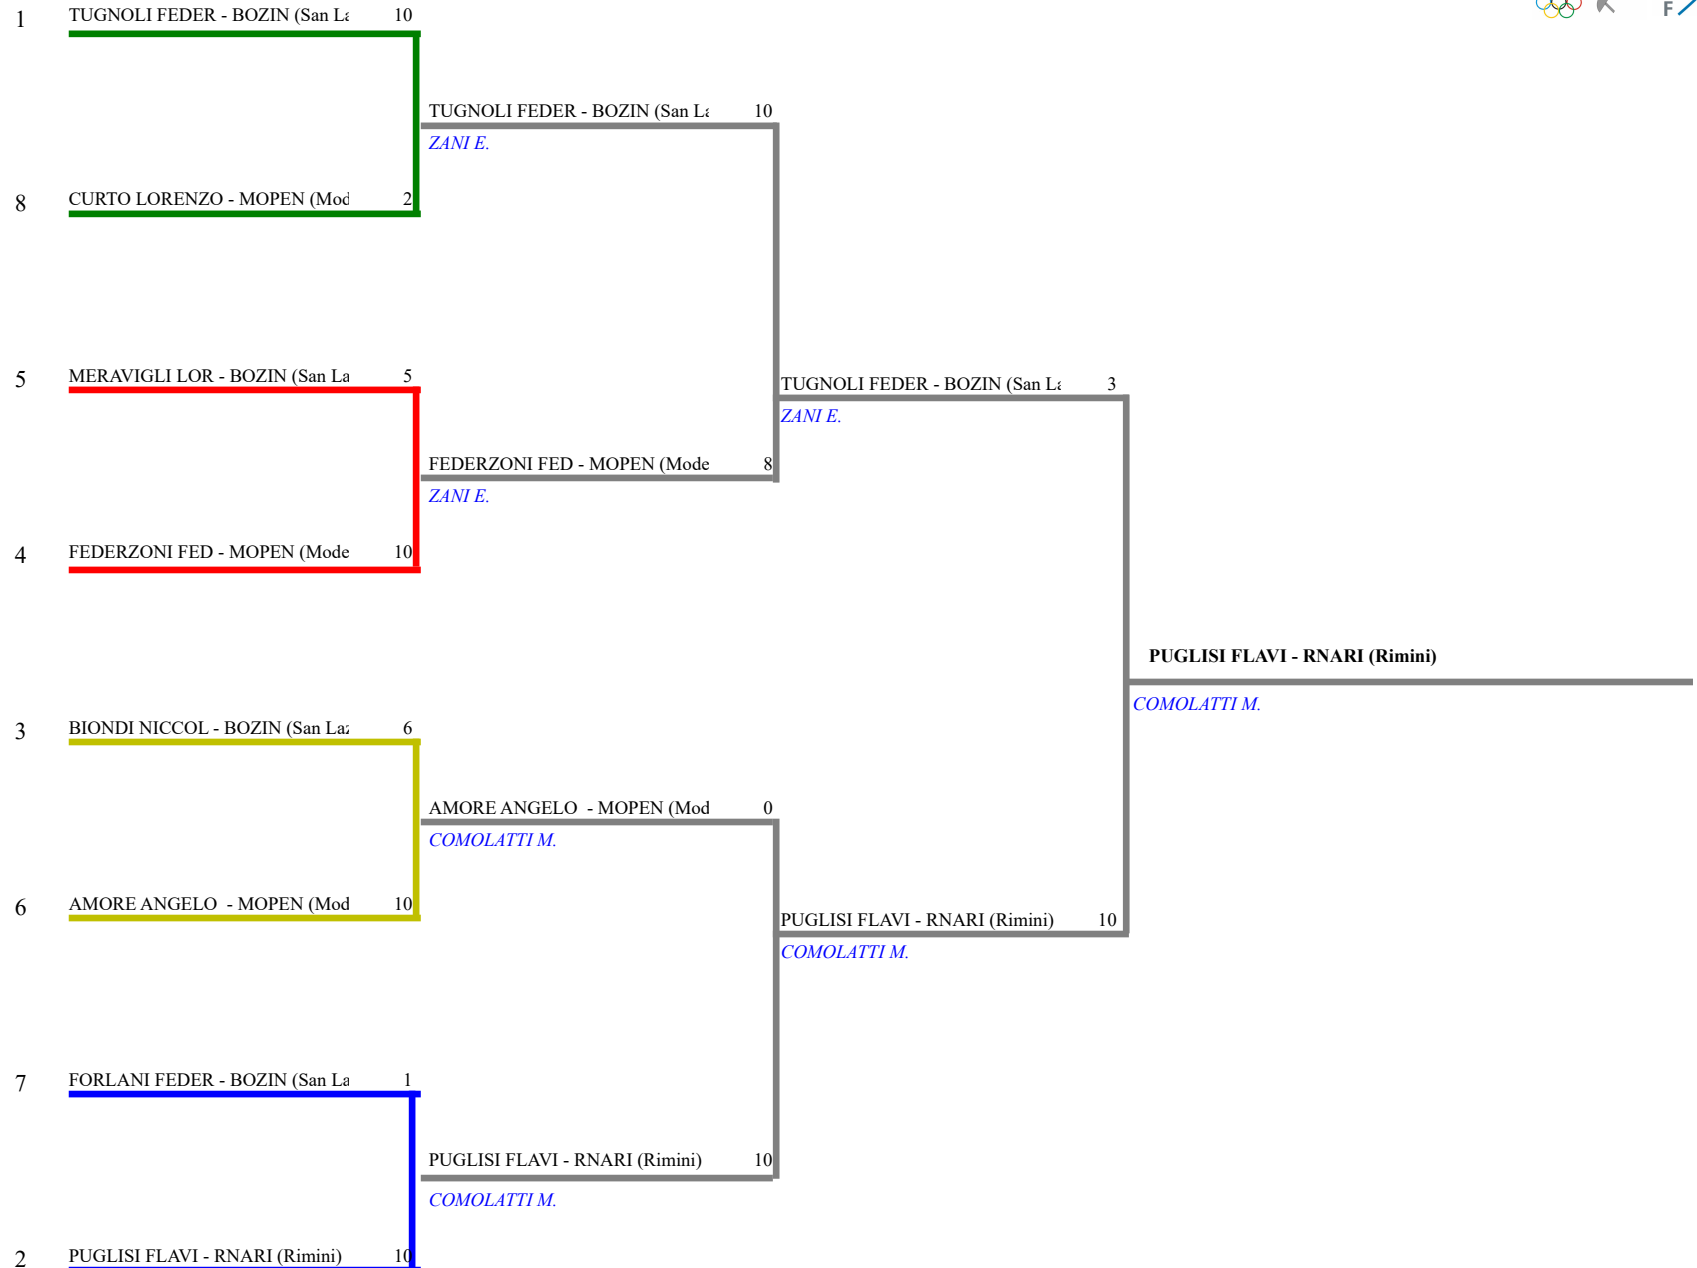 1 TUGNOLI FEDER - BOZIN (San La 10
F
TUGNOLI FEDER - BOZIN (San La 10
ZANI E.
8 CURTO LORENZO - MOPEN (Mod 2
5 MERAVIGLI LOR - BOZIN (San La 5
TUGNOLI FEDER - BOZIN (San La 3
ZANI E.
FEDERZONI FED - MOPEN (Mode 8
ZANI E.
4 FEDERZONI FED - MOPEN (Mode 10
PUGLISI FLAVI - RNARI (Rimini)
COMOLATTI M.
3 BIONDI NICCOL - BOZIN (San Laz 6
AMORE ANGELO - MOPEN (Mod 0
COMOLATTI M.
6 AMORE ANGELO - MOPEN (Mod 10
PUGLISI FLAVI - RNARI (Rimini) 10
COMOLATTI M.
7 FORLANI FEDER - BOZIN (San La 1
PUGLISI FLAVI - RNARI (Rimini) 10
COMOLATTI M.
2 PUGLISI FLAVI - RNARI (Rimini) 10